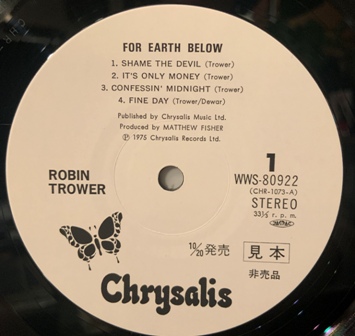 FOR EARTH BELOW
1. SHAME THE DEVIL (Trower)
2. IT'S ONLY MONEY (Trower)
3. CONFESSIN' MIDNIGHT (Trower)
4. FINE DAY (Trower/Dewar)
Published by Chrysalis Music Ltd.
Produced by MATTHEW FISHER
Ⓟ 1975 Chrysalis Records Ltd.
ROBIN
TROWER
1
WWS-80922
(CHR-1073-A)
STEREO
33⅓ r. p. m.
10/20 発売
見本
非売品
Chrysalis